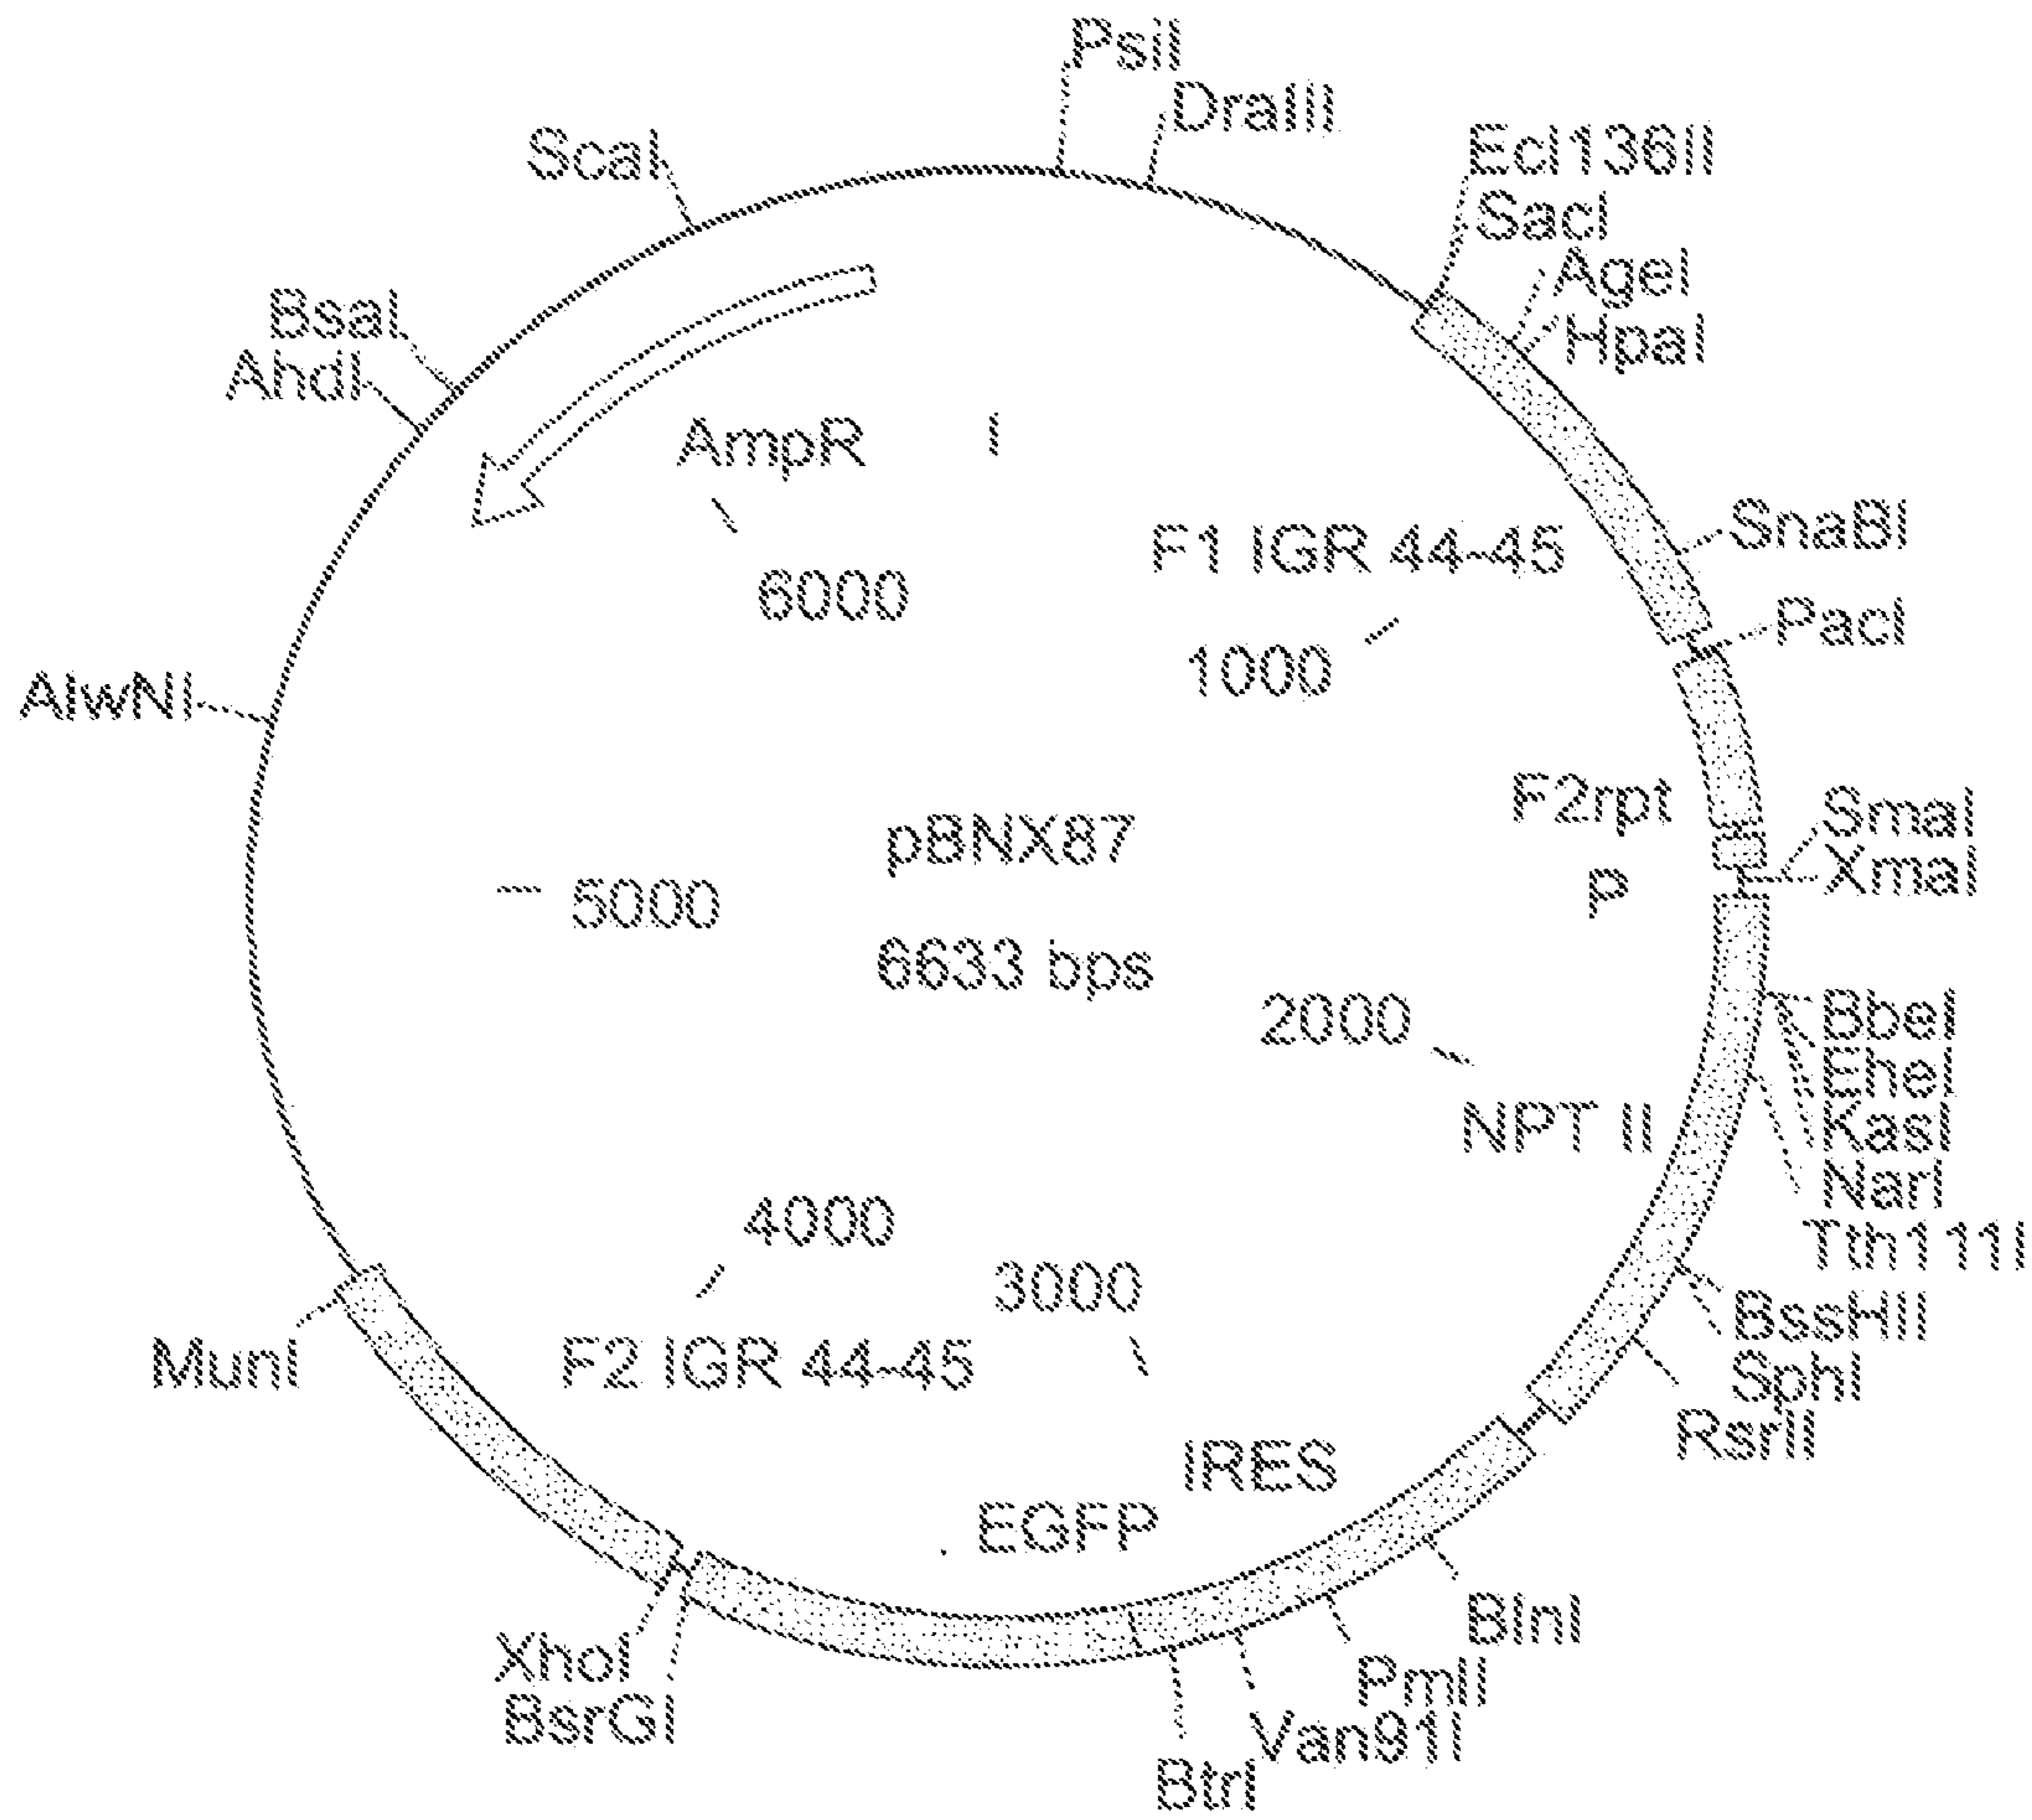 PsiI
DraIII
Ecl136II
SacI
AgeI
HpaI
ScaI
BsaI
AhdI
AmpR
I
F1 IGR 44-45
SnaBI
6000
1000
PacI
AlwNI
F2rpt
SmaI
XmaI
pBNX87
P
5000
6633 bps
2000
BbeI
EheI
KasI
NarI
NPT II
Tth111I
4000
3000
BssHII
SphI
RsrII
MunI
F2 IGR 44-45
IRES
EGFP
XhoI
BsrGI
BlnI
PmlI
Van91I
BtrI